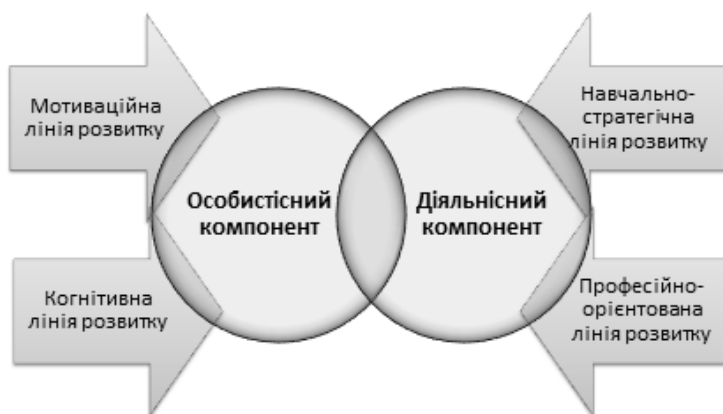 Мотиваційна
лінія розвитку
Навчально-
стратегічна
лінія розвитку
Особистісний
компонент
Діяльнісний
компонент
Когнітивна
лінія розвитку
Професійно-
орієнтована
лінія розвитку